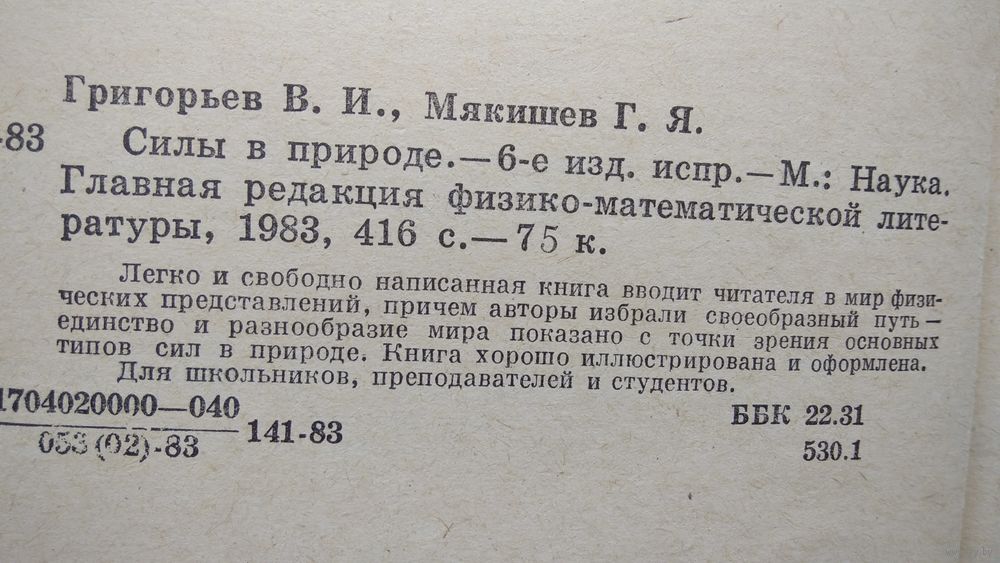 Григорьев В. И., Мякишев Г. Я.
-83 Силы в природе.—6-е изд. испр.—М.: Наука.
Главная редакция физико-математической лите-
ратуры, 1983, 416 с.—75 к.
Легко и свободно написанная книга вводит читателя в мир физи-
ческих представлений, причем авторы избрали своеобразный путь —
единство и разнообразие мира показано с точки зрения основных
типов сил в природе. Книга хорошо иллюстрирована и оформлена.
Для школьников, преподавателей и студентов.
1704020000—040
053(02)-83
141-83
ББК 22.31
530.1